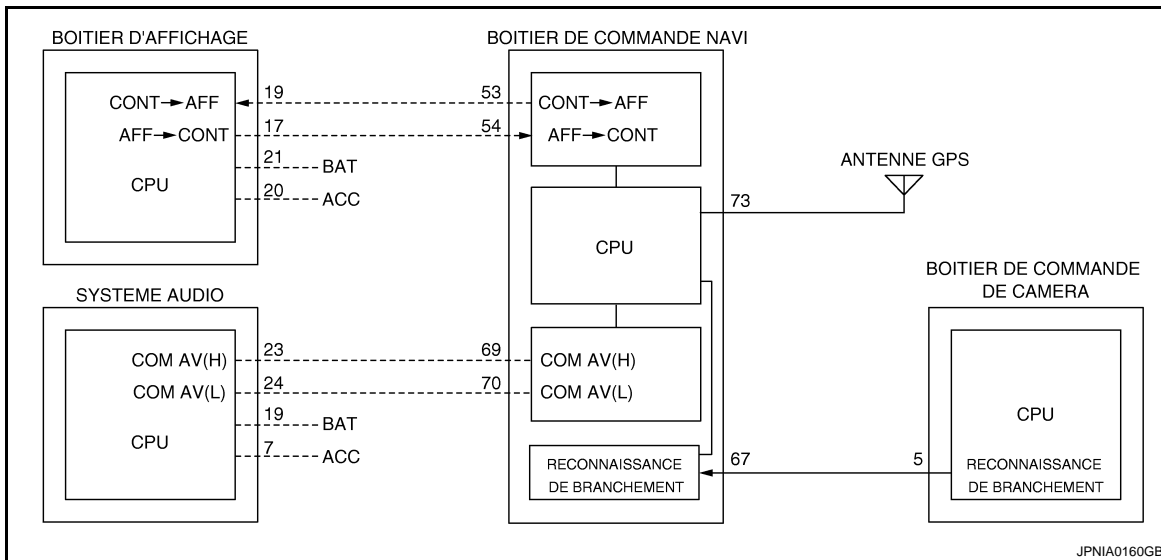 BOITIER D'AFFICHAGE
CONT→AFF
AFF→CONT
CPU
19
17
21
BAT
20
ACC
SYSTEME AUDIO
COM AV(H)
COM AV(L)
CPU
23
24
19
BAT
7
ACC
BOITIER DE COMMANDE NAVI
53
54
CONT→AFF
AFF→CONT
CPU
73
69
70
COM AV(H)
COM AV(L)
RECONNAISSANCE
DE BRANCHEMENT
67
ANTENNE GPS
BOITIER DE COMMANDE
DE CAMERA
5
CPU
RECONNAISSANCE
DE BRANCHEMENT
JPNIA0160GB